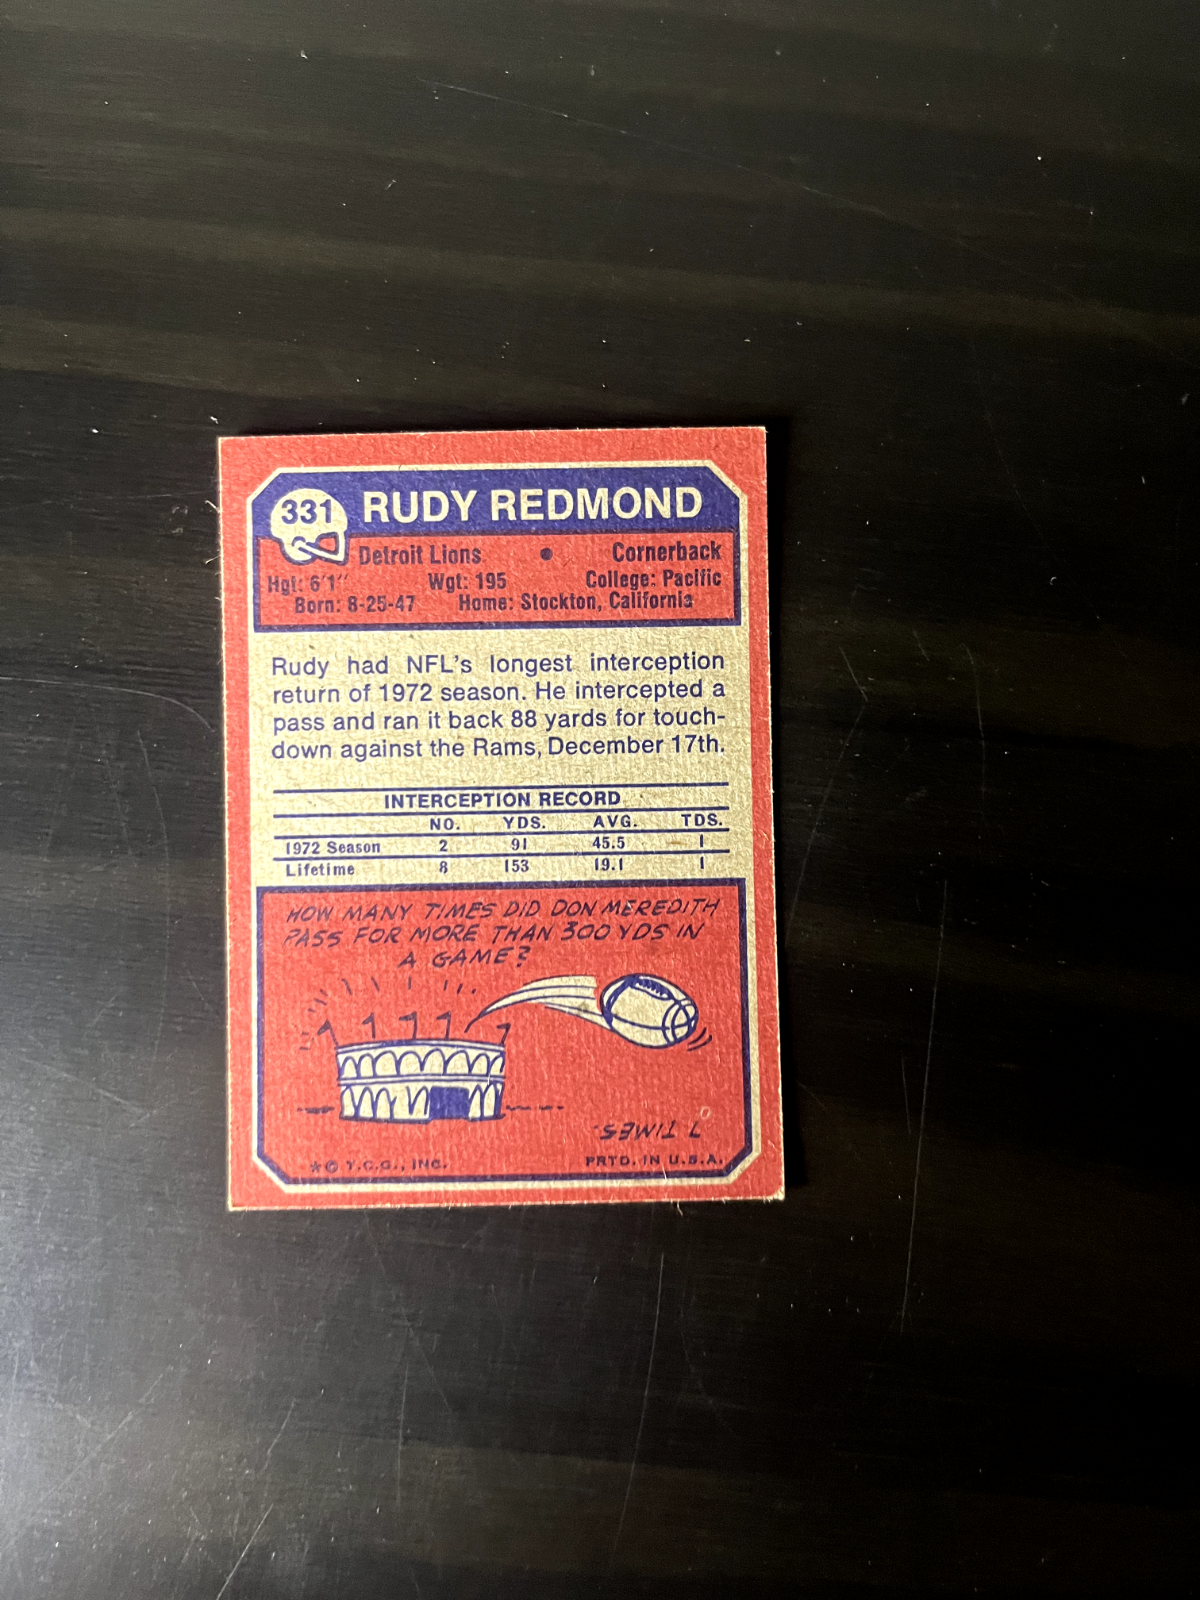 331 RUDY REDMOND
Detroit Lions • Cornerback
Hgt: 6'1" Wgt: 195 College: Pacific
Born: 8-25-47 Home: Stockton, California
Rudy had NFL's longest interception
return of 1972 season. He intercepted a
pass and ran it back 88 yards for touch-
down against the Rams, December 17th.
INTERCEPTION RECORD
NO. YDS. AVG. TDS.
1972 Season 2 91 45.5 1
Lifetime 8 153 19.1 1
HOW MANY TIMES DID DON MEREDITH
PASS FOR MORE THAN 300 YDS IN
A GAME?
7 TIMES.
*© T.C.G., INC. PRTD. IN U.S.A.